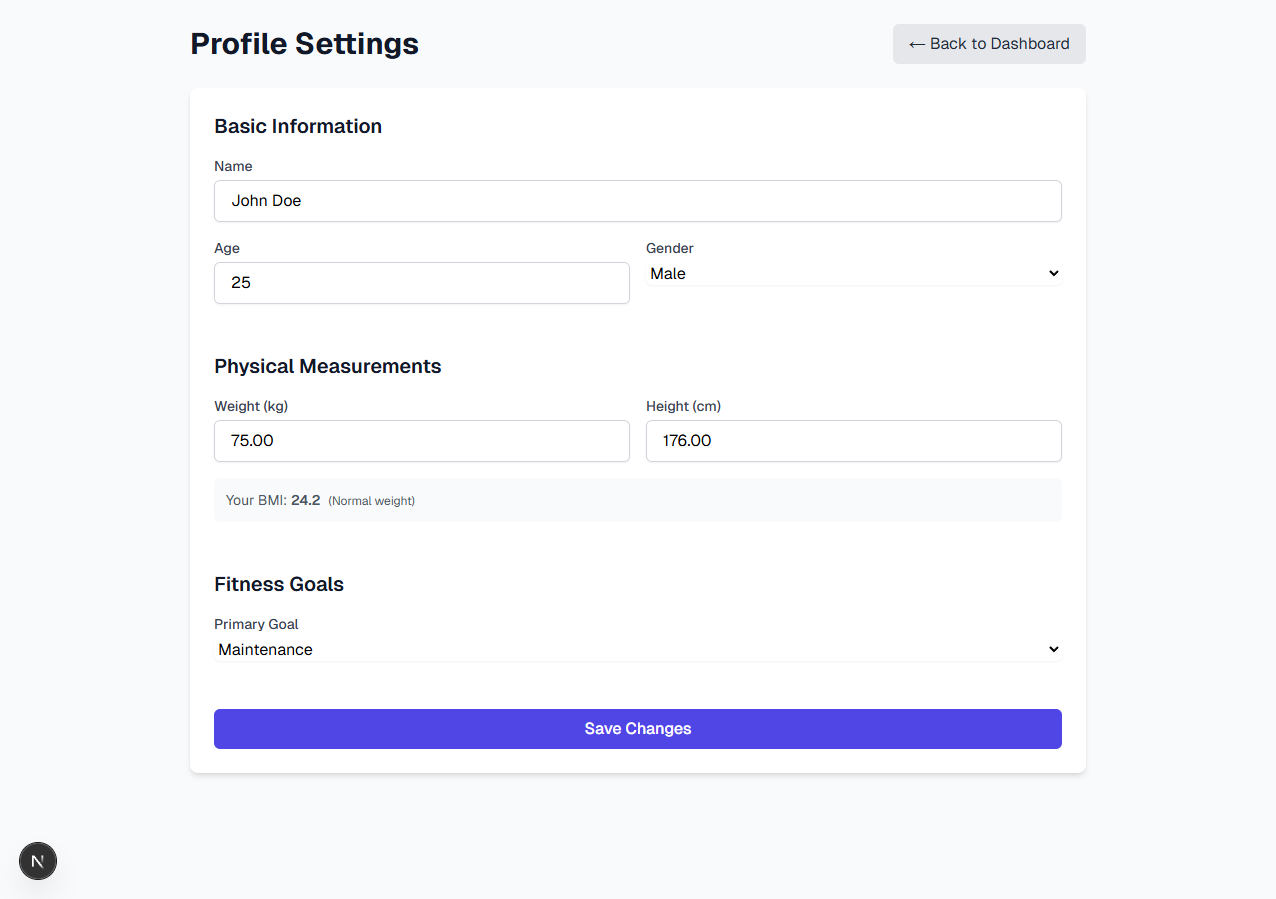 Profile Settings
← Back to Dashboard
Basic Information
Name
John Doe
Age
Gender
25
Male
Physical Measurements
Weight (kg)
Height (cm)
75.00
176.00
Your BMI: 24.2 (Normal weight)
Fitness Goals
Primary Goal
Maintenance
Save Changes
N